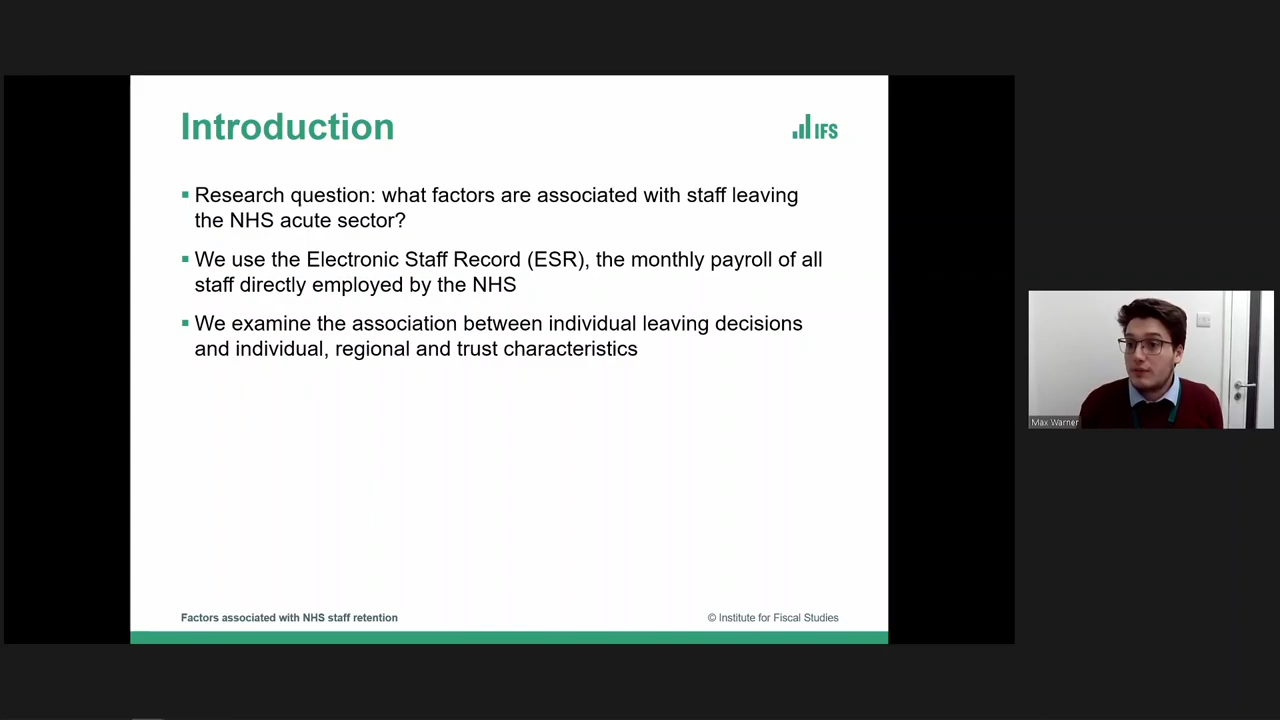 Introduction
IFS
Research question: what factors are associated with staff leaving
the NHS acute sector?
We use the Electronic Staff Record (ESR), the monthly payroll of all
staff directly employed by the NHS
We examine the association between individual leaving decisions
and individual, regional and trust characteristics
Factors associated with NHS staff retention
© Institute for Fiscal Studies
Max Warner